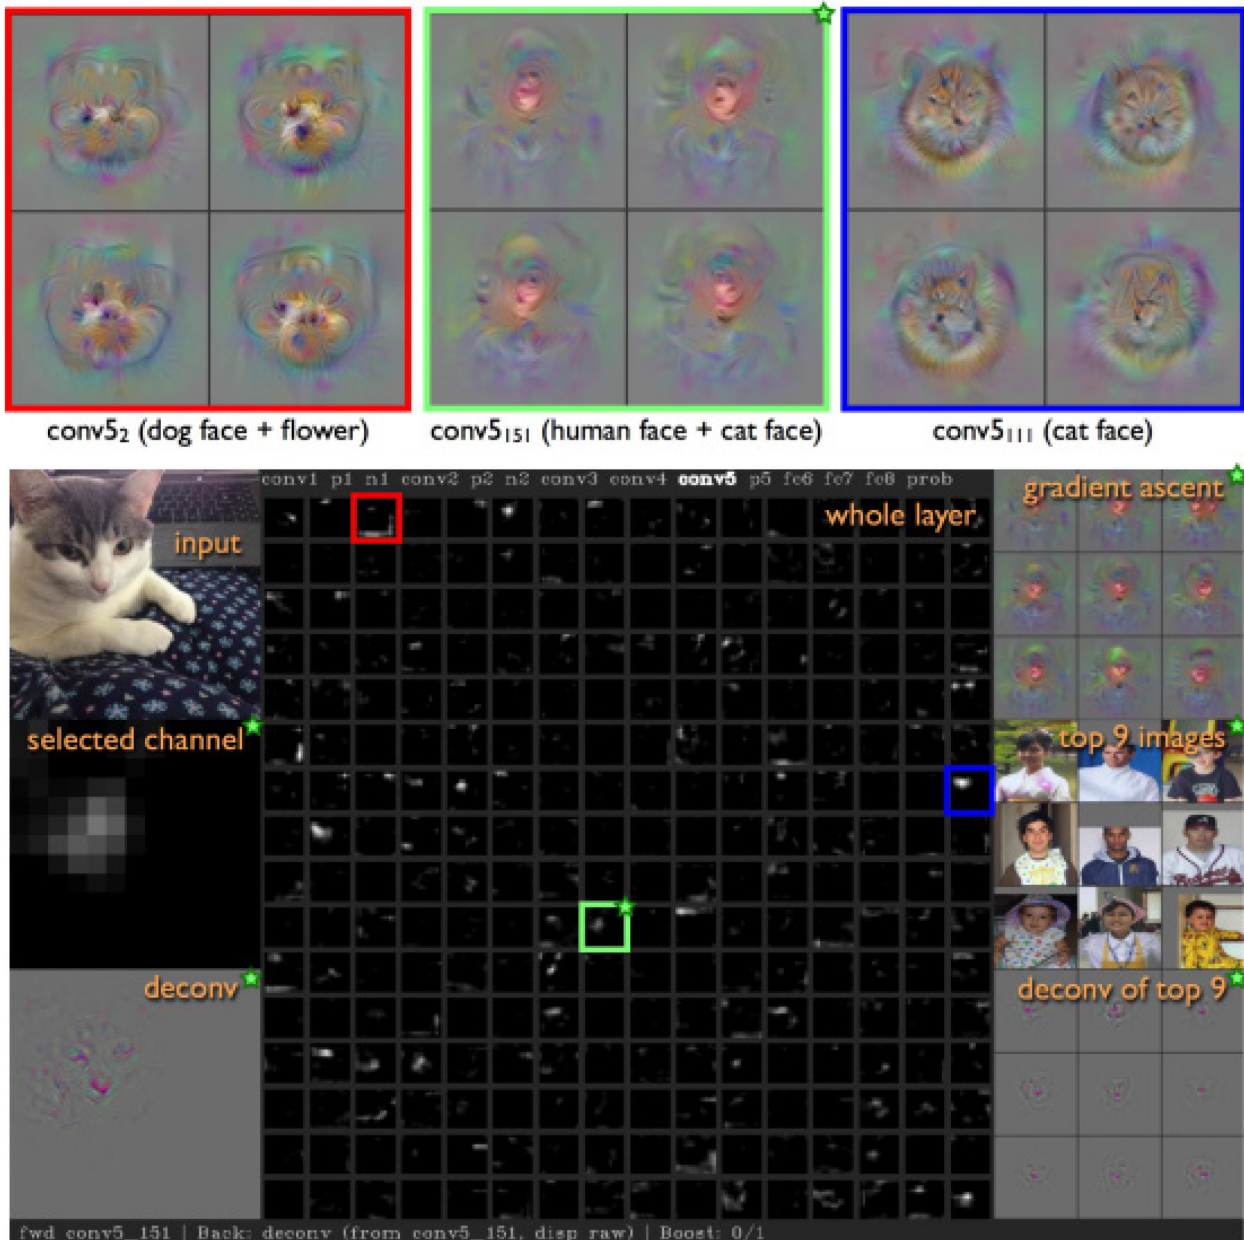 conv5₂ (dog face + flower)
conv5₁₅₁ (human face + cat face)
conv5₁₁₁ (cat face)
conv1 p1 n1 conv2 p2 n2 conv3 conv4 conv5 p5 fc6 fc7 fc8 prob
input
whole layer
gradient ascent
selected channel
top 9 images
deconv
deconv of top 9
fwd conv5_151 | Back: deconv (from conv5_151, disp raw) | Boost: 0/1